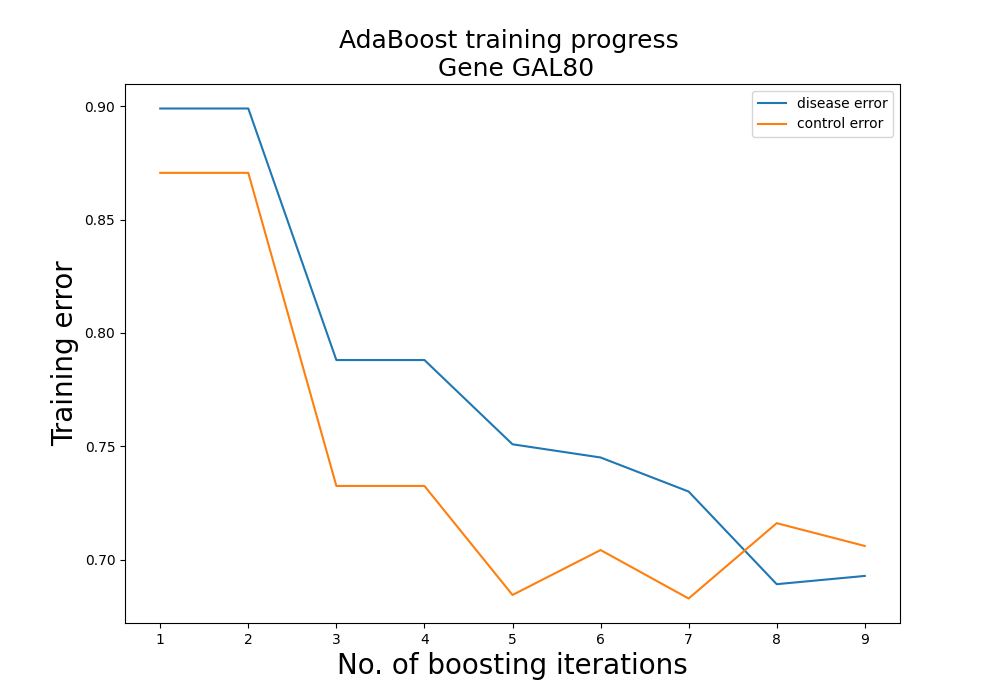 AdaBoost training progress
Gene GAL80
disease error
control error
0.90
0.85
0.80
0.75
0.70
Training error
1 2 3 4 5 6 7 8 9
No. of boosting iterations